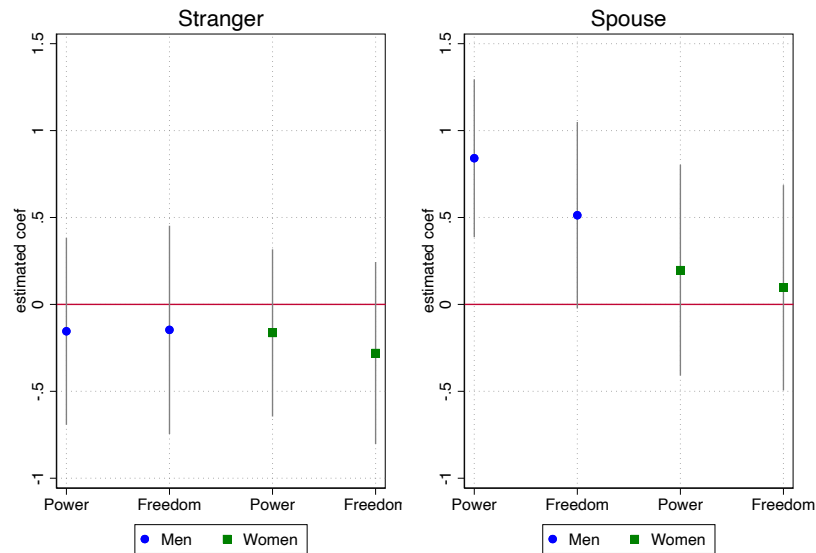 Stranger
estimated coef
1.5
1
.5
0
-.5
-1
Power Freedom Power Freedom
Men Women
Spouse
estimated coef
1.5
1
.5
0
-.5
-1
Power Freedom Power Freedom
Men Women